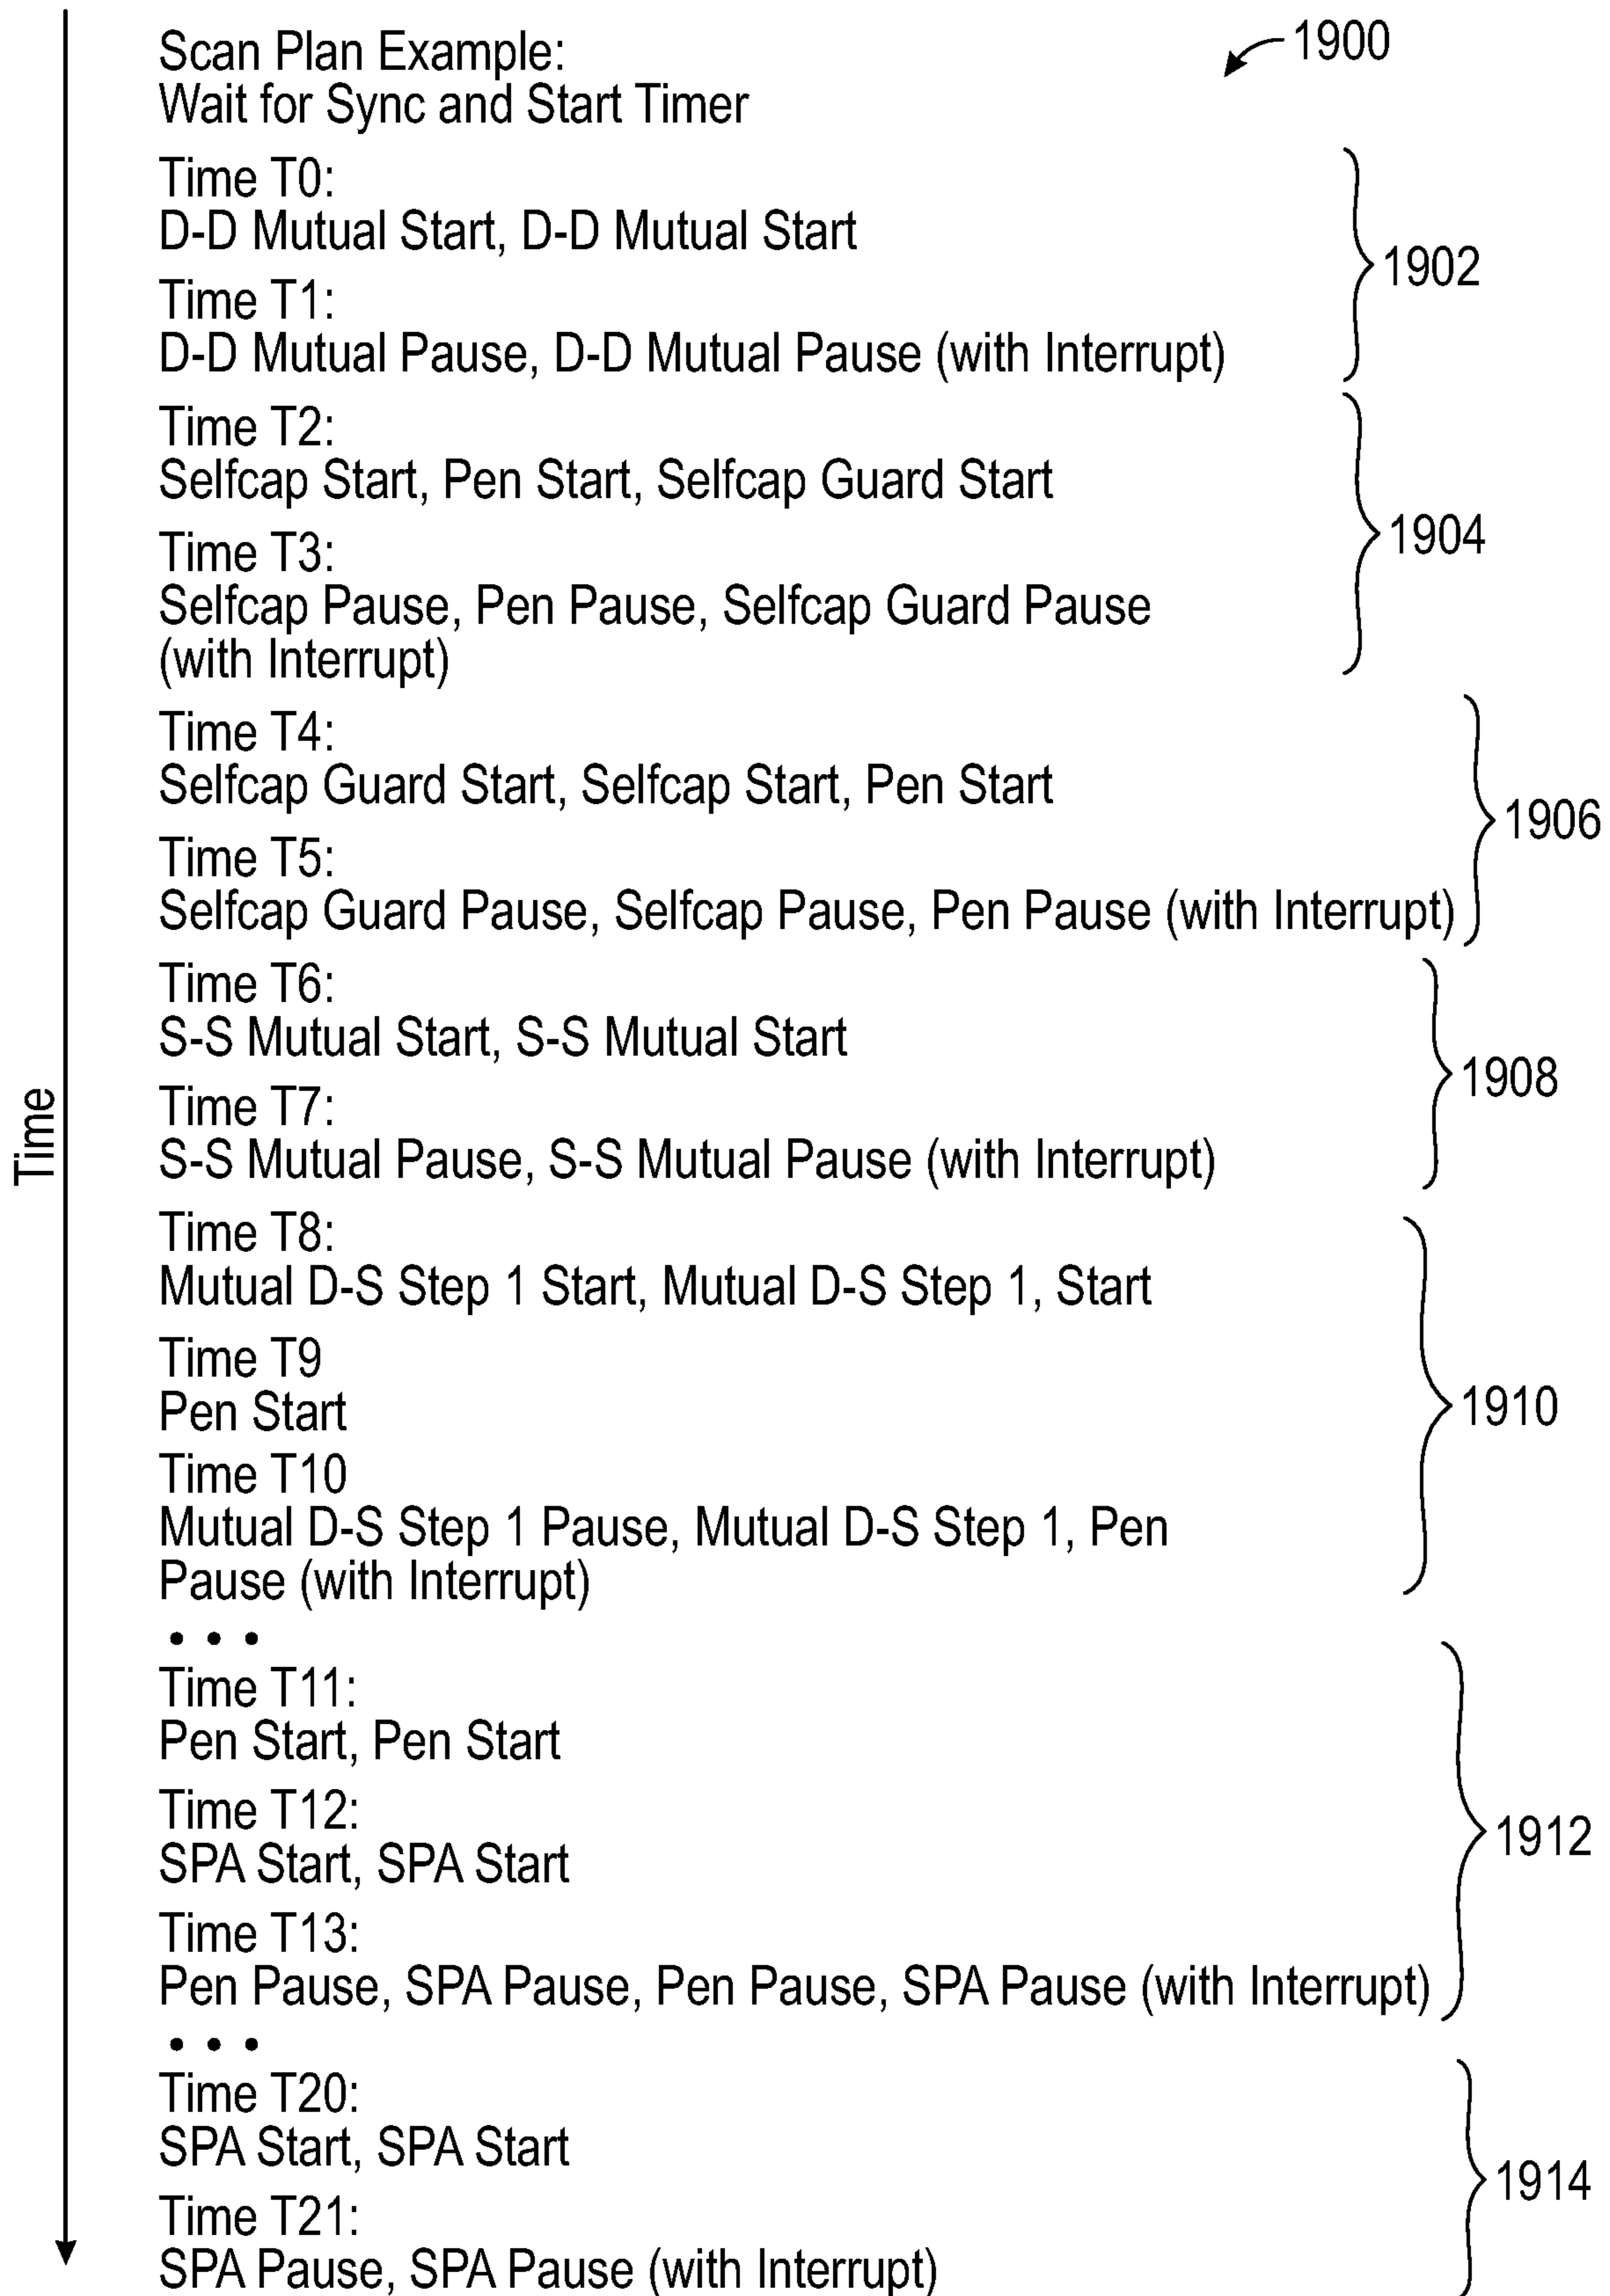 Scan Plan Example:
1900
Wait for Sync and Start Timer
Time T0:
D-D Mutual Start, D-D Mutual Start
1902
Time T1:
D-D Mutual Pause, D-D Mutual Pause (with Interrupt)
Time T2:
Selfcap Start, Pen Start, Selfcap Guard Start
1904
Time T3:
Selfcap Pause, Pen Pause, Selfcap Guard Pause
(with Interrupt)
Time T4:
Selfcap Guard Start, Selfcap Start, Pen Start
1906
Time T5:
Selfcap Guard Pause, Selfcap Pause, Pen Pause (with Interrupt)
Time T6:
S-S Mutual Start, S-S Mutual Start
1908
Time T7:
S-S Mutual Pause, S-S Mutual Pause (with Interrupt)
Time
Time T8:
Mutual D-S Step 1 Start, Mutual D-S Step 1, Start
Time T9
Pen Start
1910
Time T10
Mutual D-S Step 1 Pause, Mutual D-S Step 1, Pen
Pause (with Interrupt)
• • •
Time T11:
Pen Start, Pen Start
Time T12:
SPA Start, SPA Start
1912
Time T13:
Pen Pause, SPA Pause, Pen Pause, SPA Pause (with Interrupt)
• • •
Time T20:
SPA Start, SPA Start
1914
Time T21:
SPA Pause, SPA Pause (with Interrupt)